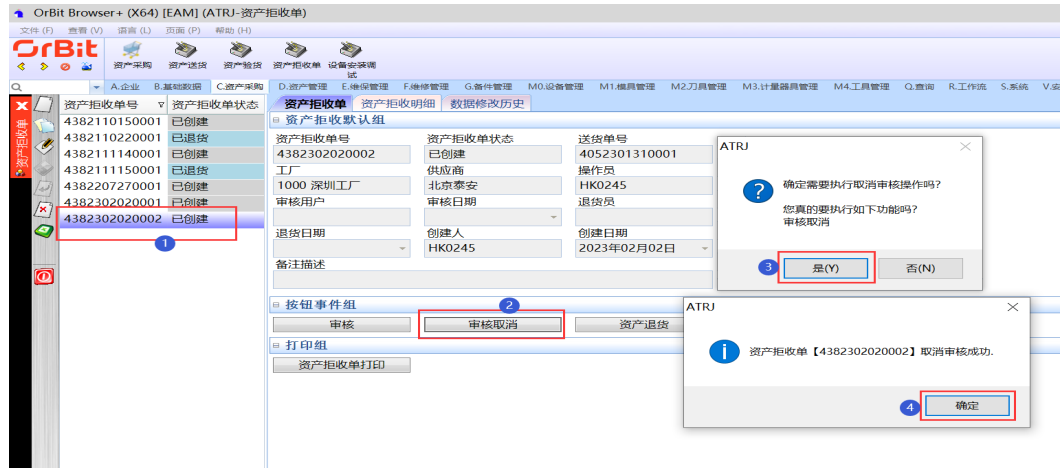 OrBit Browser+ (X64) [EAM] (ATRJ-资产拒收单)
文件 (F) 查看 (V) 语言 (L) 页面 (P) 帮助 (H)
OrBit
资产采购 资产送货 资产验货 资产拒收单 设备安装调试
A.企业 B.基础数据 C.资产采购 D.资产管理 E.维保管理 F.维修管理 G.备件管理 M0.设备管理 M1.模具管理 M2.刀具管理 M3.计量器具管理 M4.工具管理 Q.查询 R.工作流 S.系统 V.安
资产拒收单
资产拒收单号 资产拒收单状态
4382110150001 已创建
4382110220001 已退货
4382111140001 已创建
4382111150001 已退货
4382207270001 已创建
4382302020001 已创建
4382302020002 已创建
1
资产拒收单 资产拒收明细 数据修改历史
资产拒收默认组
资产拒收单号 资产拒收单状态 送货单号
4382302020002 已创建 4052301310001
工厂 供应商 操作员
1000 深圳工厂 北京泰安 HK0245
审核用户 审核日期 退货员
退货日期 创建人 创建日期
HK0245 2023年02月02日
备注描述
按钮事件组
2
审核 审核取消 资产退货
打印组
资产拒收单打印
ATRJ
确定需要执行取消审核操作吗?
您真的要执行如下功能吗?
审核取消
3
是(Y) 否(N)
ATRJ
资产拒收单【4382302020002】取消审核成功.
4
确定